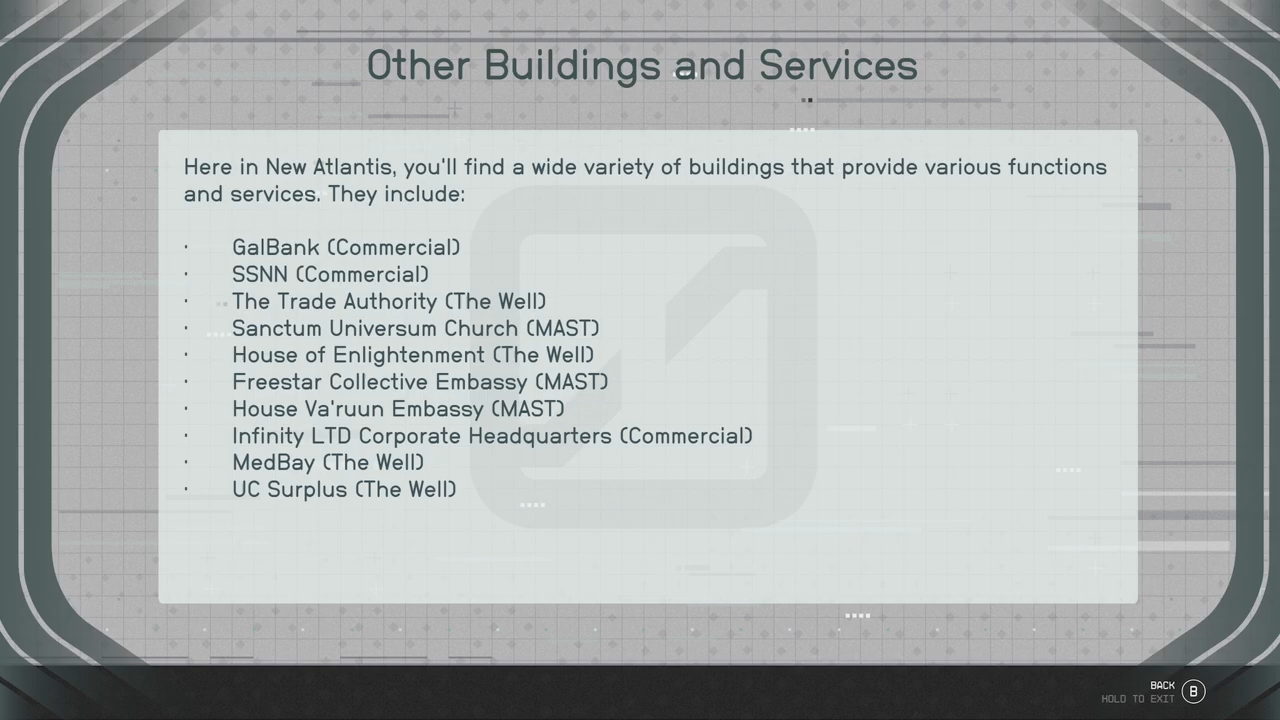 Other Buildings and Services
Here in New Atlantis, you'll find a wide variety of buildings that provide various functions
and services. They include:
· GalBank (Commercial)
· SSNN (Commercial)
· The Trade Authority (The Well)
· Sanctum Universum Church (MAST)
· House of Enlightenment (The Well)
· Freestar Collective Embassy (MAST)
· House Va'ruun Embassy (MAST)
· Infinity LTD Corporate Headquarters (Commercial)
· MedBay (The Well)
· UC Surplus (The Well)
BACK
HOLD TO EXIT
B